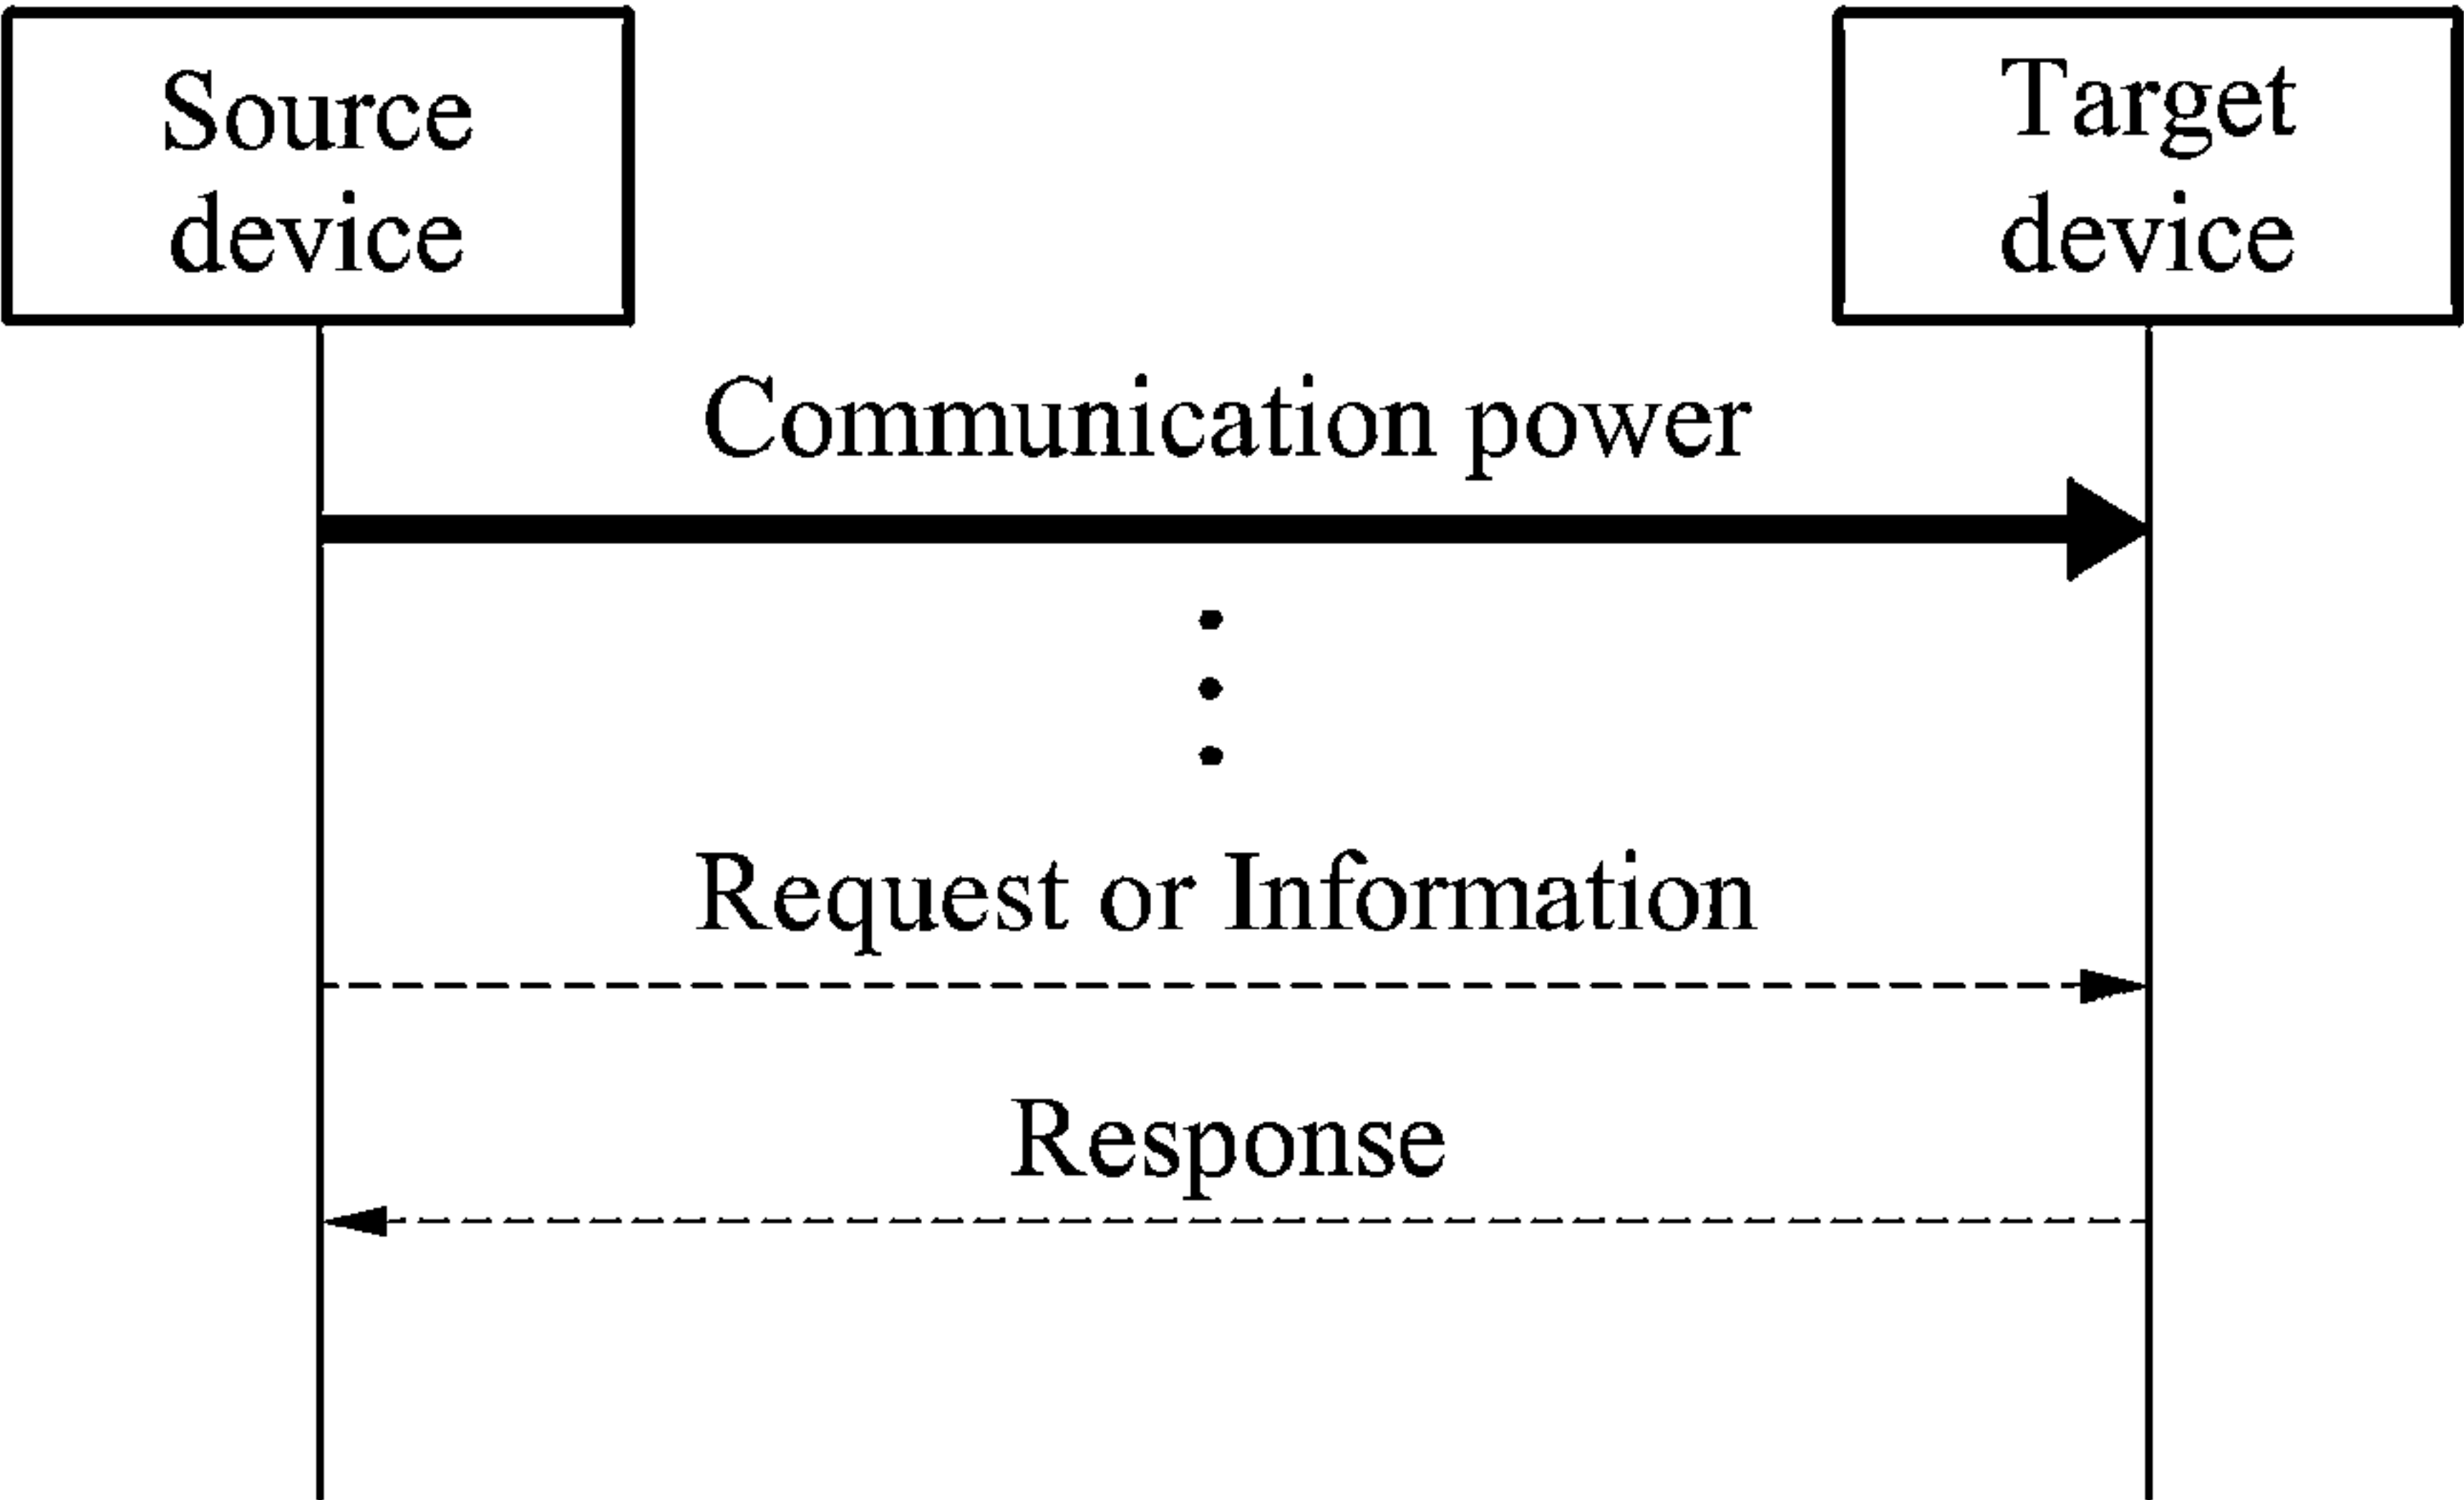 Source
device
Target
device
Communication power
Request or Information
Response